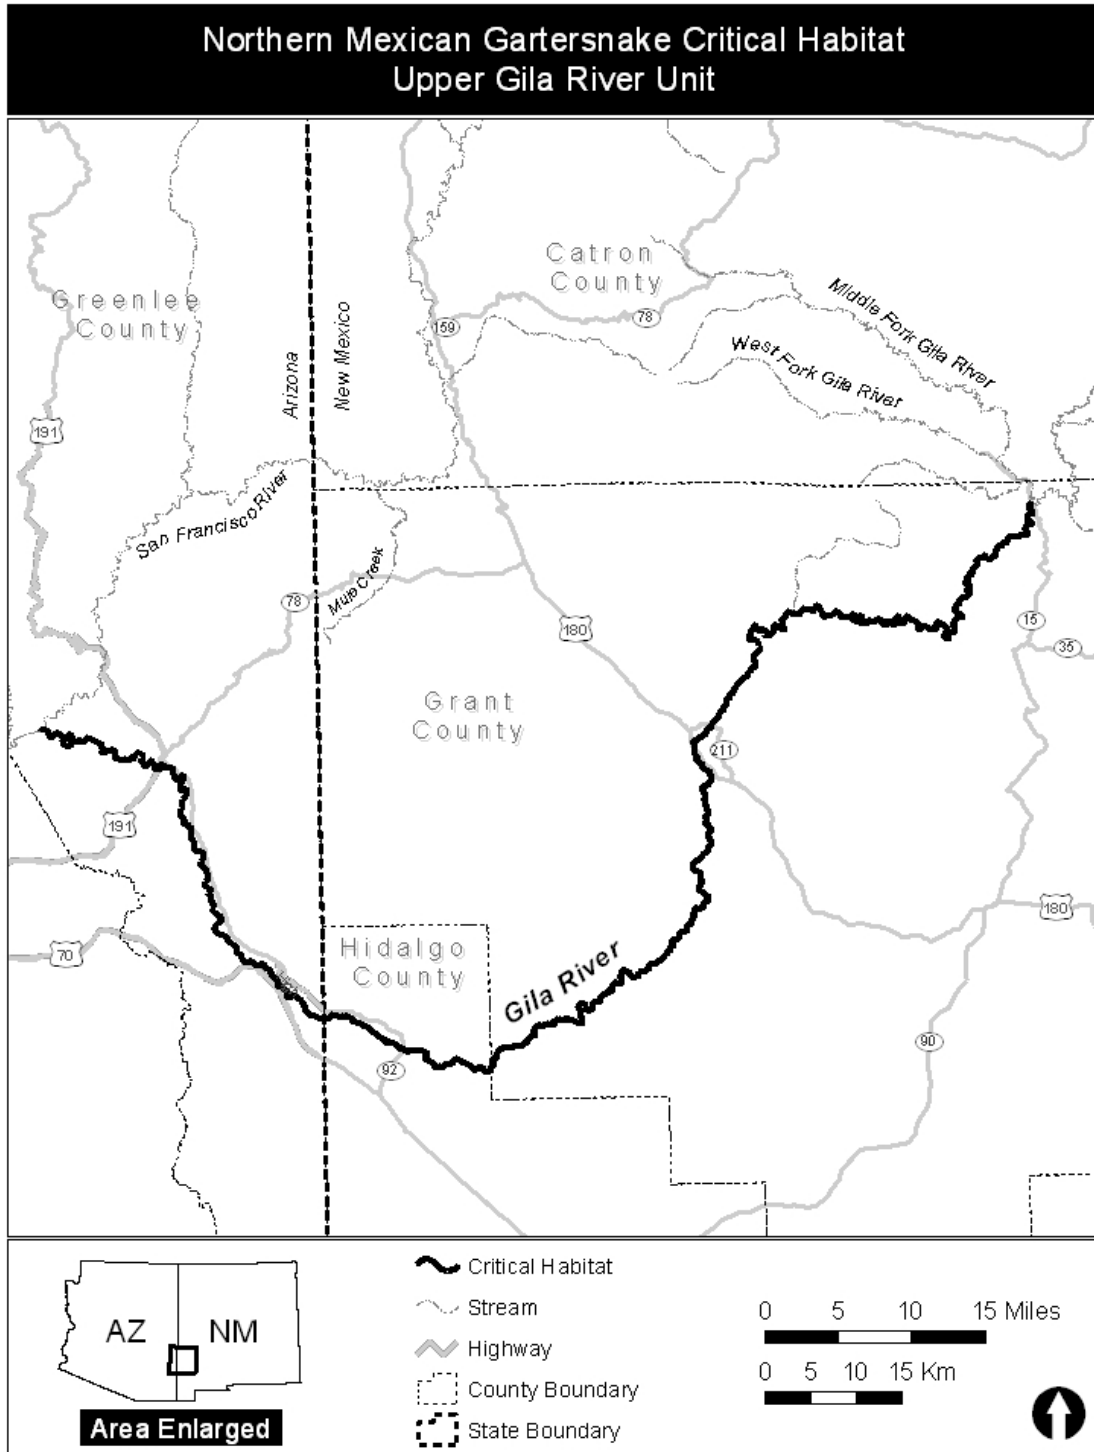 Northern Mexican Gartersnake Critical Habitat
Upper Gila River Unit
Catron
County
Greenlee
County
Middle Fork Gila River
West Fork Gila River
159
78
Arizona
New Mexico
191
San Francisco River
Mule Creek
78
180
15
35
Grant
County
211
191
180
70
Hidalgo
County
Gila River
92
90
AZ
NM
Area Enlarged
Critical Habitat
Stream
Highway
County Boundary
State Boundary
0 5 10 15 Miles
0 5 10 15 Km